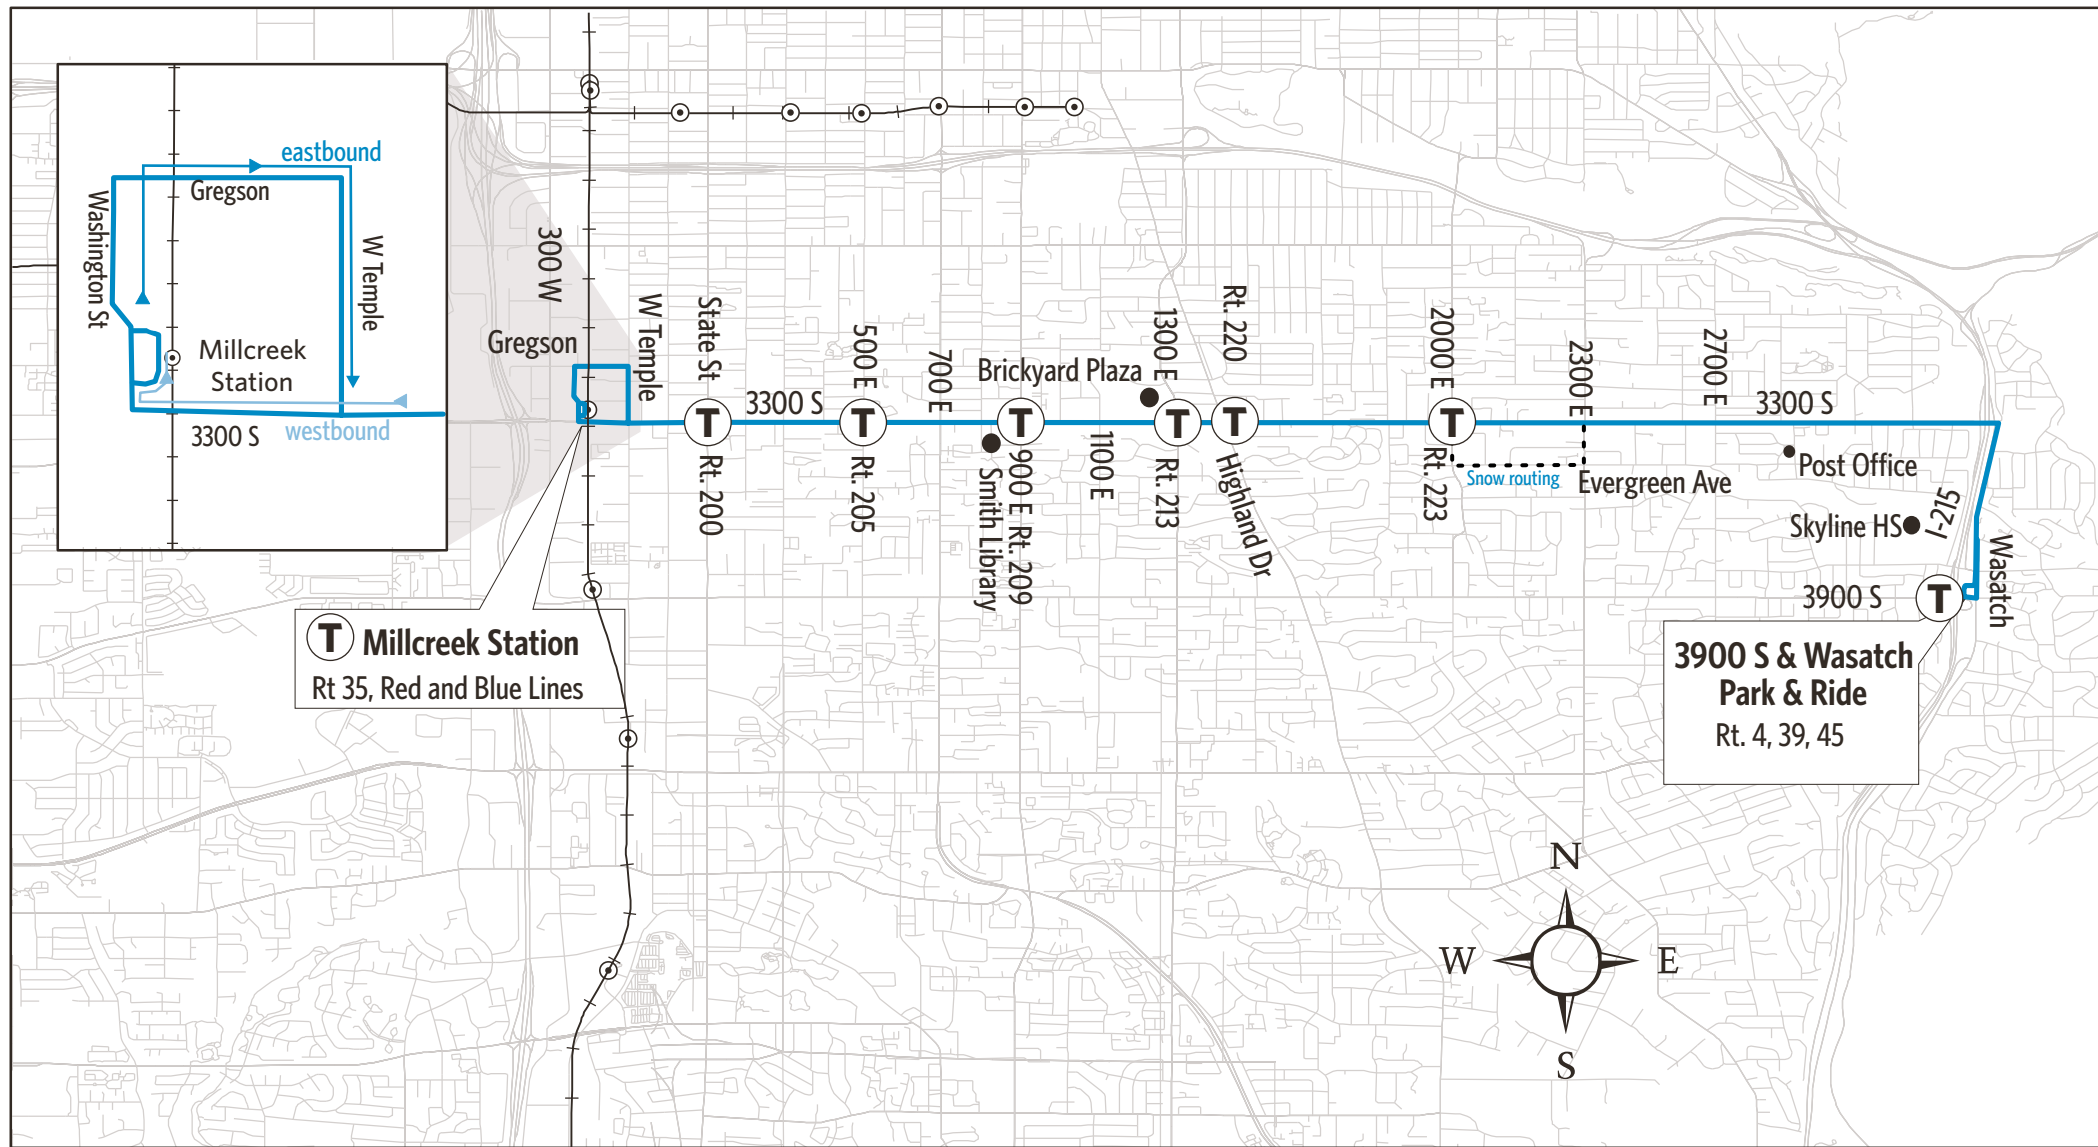 eastbound
Gregson
Washington St
W Temple
Millcreek
Station
3300 S
westbound
300 W
Gregson
W Temple
State St
Rt. 200
3300 S
500 E
Rt. 205
700 E
Brickyard Plaza
Smith Library
900 E Rt. 209
1100 E
1300 E
Rt. 213
Rt. 220
Highland Dr
2000 E
Rt. 223
Snow routing
2300 E
Evergreen Ave
2700 E
3300 S
Post Office
Skyline HS
I-215
Wasatch
3900 S
T
T
T
T
T
T
T
T Millcreek Station
Rt 35, Red and Blue Lines
3900 S & Wasatch
Park & Ride
Rt. 4, 39, 45
N
W
E
S